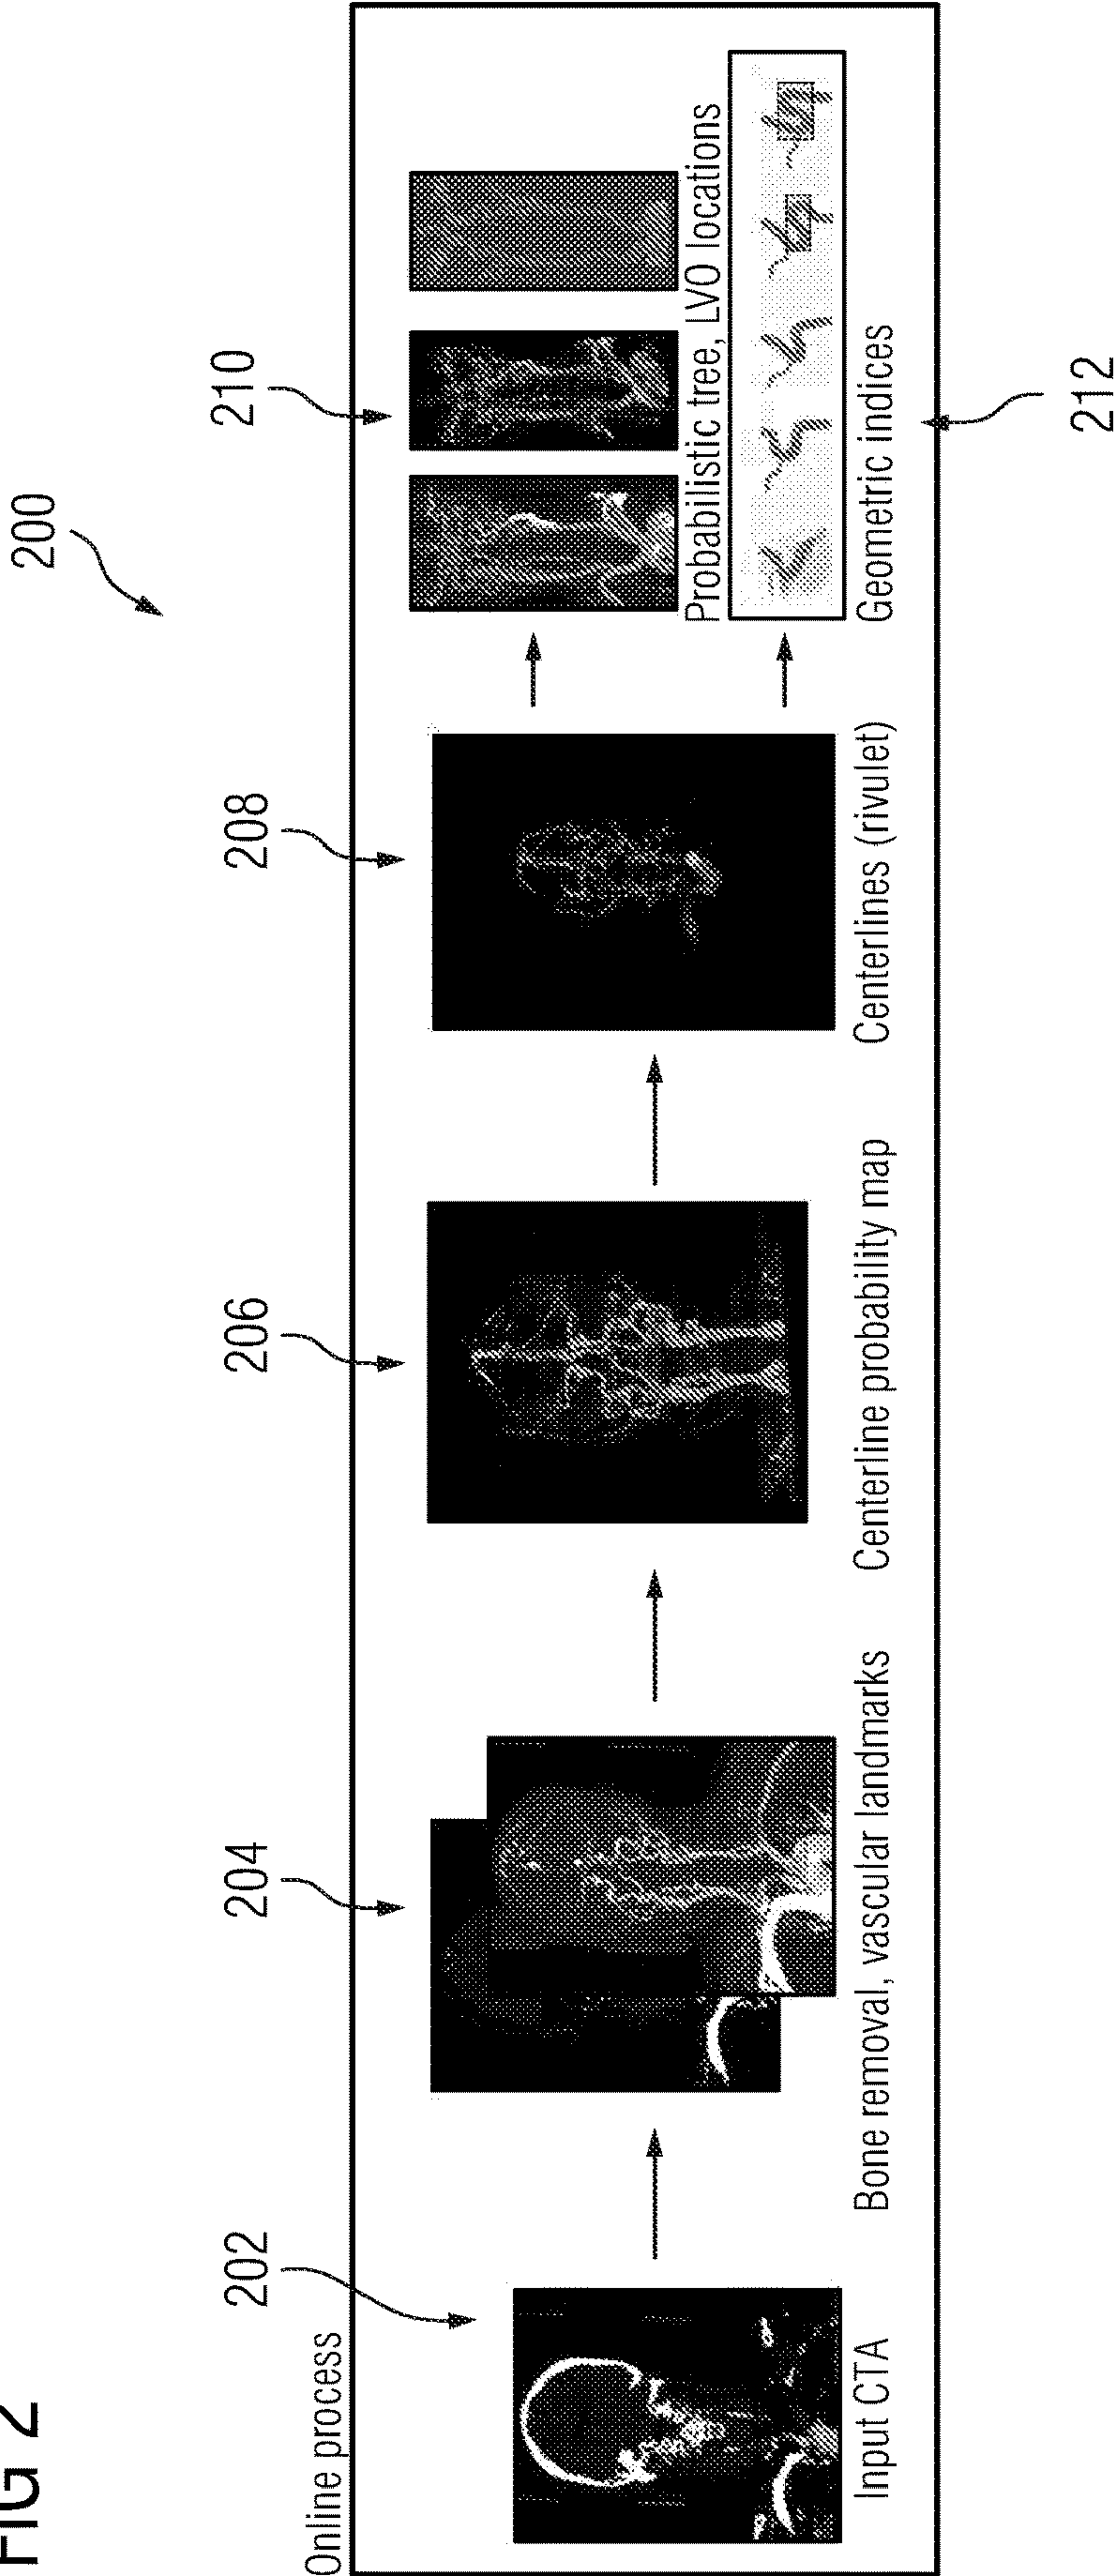 FIG 2
200
Online process
202
204
206
208
210
Input CTA
Bone removal, vascular landmarks
Centerline probability map
Centerlines (rivulet)
Probabilistic tree, LVO locations
Geometric indices
212